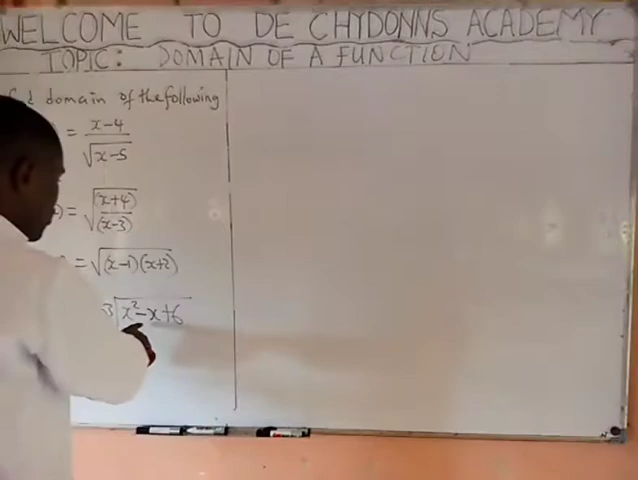 WELCOME TO DE CHYDONNS ACADEMY
TOPIC: DOMAIN OF A FUNCTION
domain of the following
= x-4 / √x-5
= √(x+4)/(x-3)
= √(x-1)(x+2)
3√x²-x+6